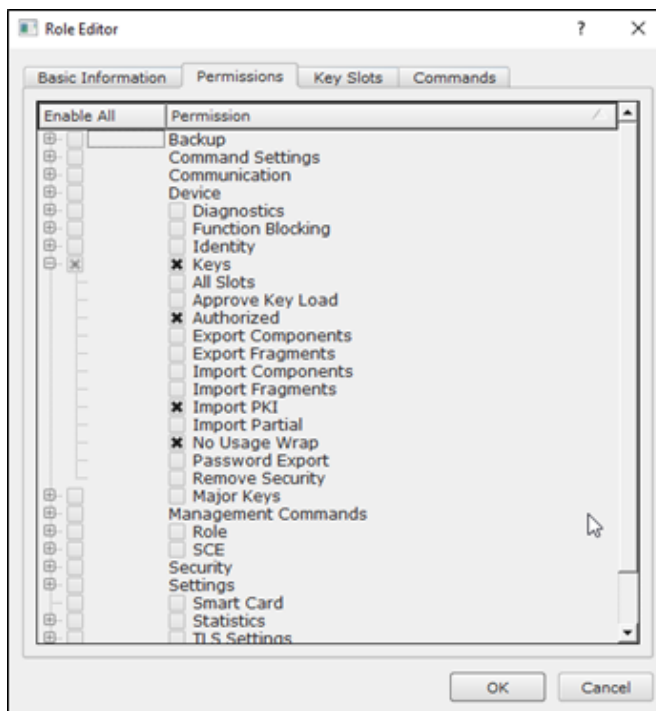 Role Editor ? ×
Basic Information Permissions Key Slots Commands
Enable All Permission
Backup
Command Settings
Communication
Device
Diagnostics
Function Blocking
Identity
Keys
All Slots
Approve Key Load
Authorized
Export Components
Export Fragments
Import Components
Import Fragments
Import PKI
Import Partial
No Usage Wrap
Password Export
Remove Security
Major Keys
Management Commands
Role
SCE
Security
Settings
Smart Card
Statistics
TLS Settings
OK Cancel